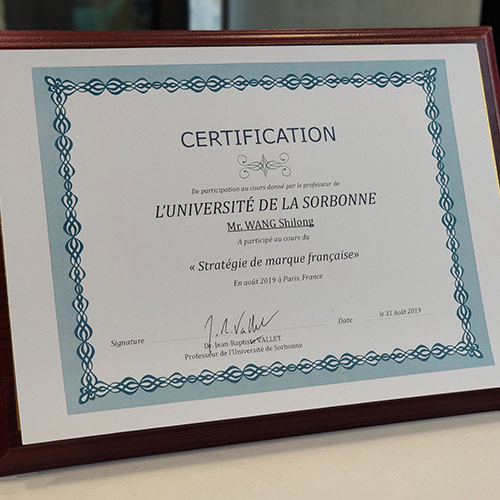 CERTIFICATION
De participation au cours donné par le professeur de
L'UNIVERSITÉ DE LA SORBONNE
Mr. WANG Shilong
A participé au cours du
« Stratégie de marque française»
En août 2019 à Paris, France
J. B. Vallet
Signature
Date
le 31 Août 2019
Dr. Jean-Baptiste VALLET
Professeur de l'Université de Sorbonne